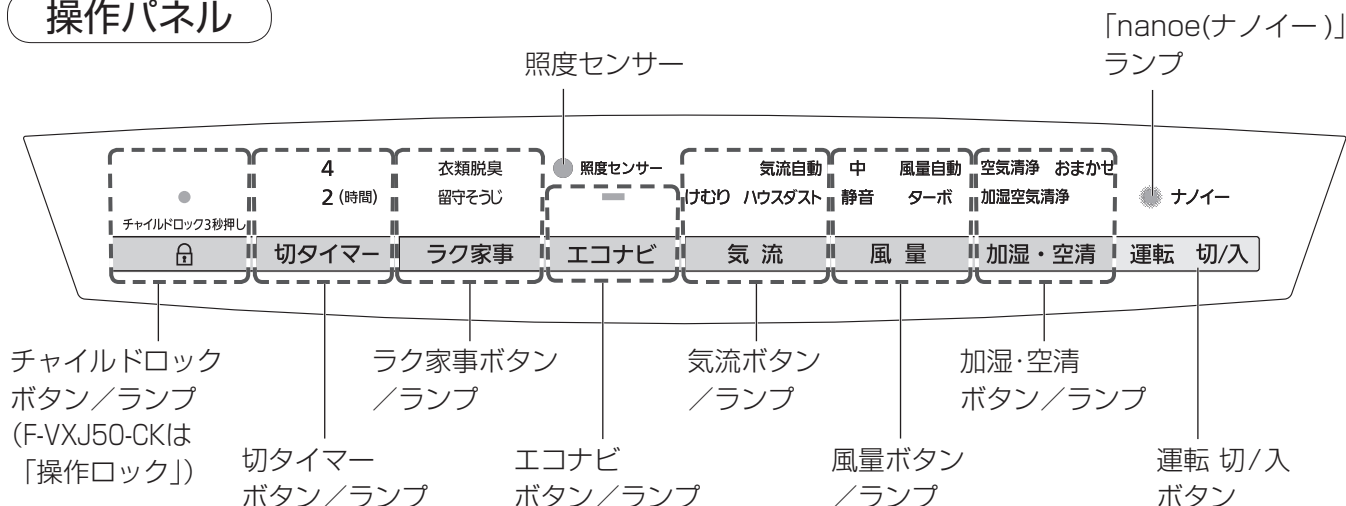 操作パネル
「nanoe(ナノイー)」
ランプ
照度センサー
4
2(時間)
衣類脱臭
留守そうじ
照度センサー
気流自動
けむり ハウスダスト
中 風量自動
静音 ターボ
空気清浄 おまかせ
加湿空気清浄
ナノイー
チャイルドロック3秒押し
切タイマー
ラク家事
エコナビ
気流
風量
加湿・空清
運転 切/入
チャイルドロック
ボタン／ランプ
(F-VXJ50-CKは
「操作ロック」)
ラク家事ボタン
／ランプ
気流ボタン
／ランプ
加湿・空清
ボタン／ランプ
切タイマー
ボタン／ランプ
エコナビ
ボタン／ランプ
風量ボタン
／ランプ
運転 切/入
ボタン